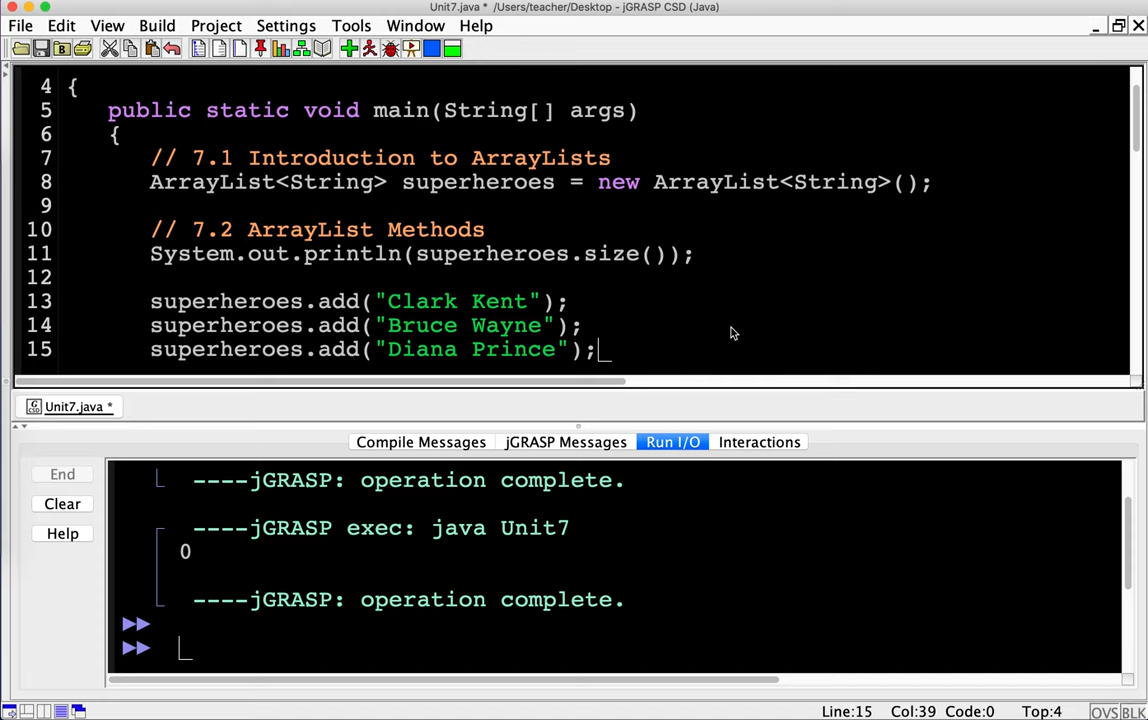 Unit7.java * /Users/teacher/Desktop - jGRASP CSD (Java)
File Edit View Build Project Settings Tools Window Help
4 {
5 public static void main(String[] args)
6 {
7 // 7.1 Introduction to ArrayLists
8 ArrayList<String> superheroes = new ArrayList<String>();
9
10 // 7.2 ArrayList Methods
11 System.out.println(superheroes.size());
12
13 superheroes.add("Clark Kent");
14 superheroes.add("Bruce Wayne");
15 superheroes.add("Diana Prince");
Unit7.java *
Compile Messages jGRASP Messages Run I/O Interactions
End
Clear
Help
----jGRASP: operation complete.
----jGRASP exec: java Unit7
0
----jGRASP: operation complete.
Line:15 Col:39 Code:0 Top:4 OVS BLK